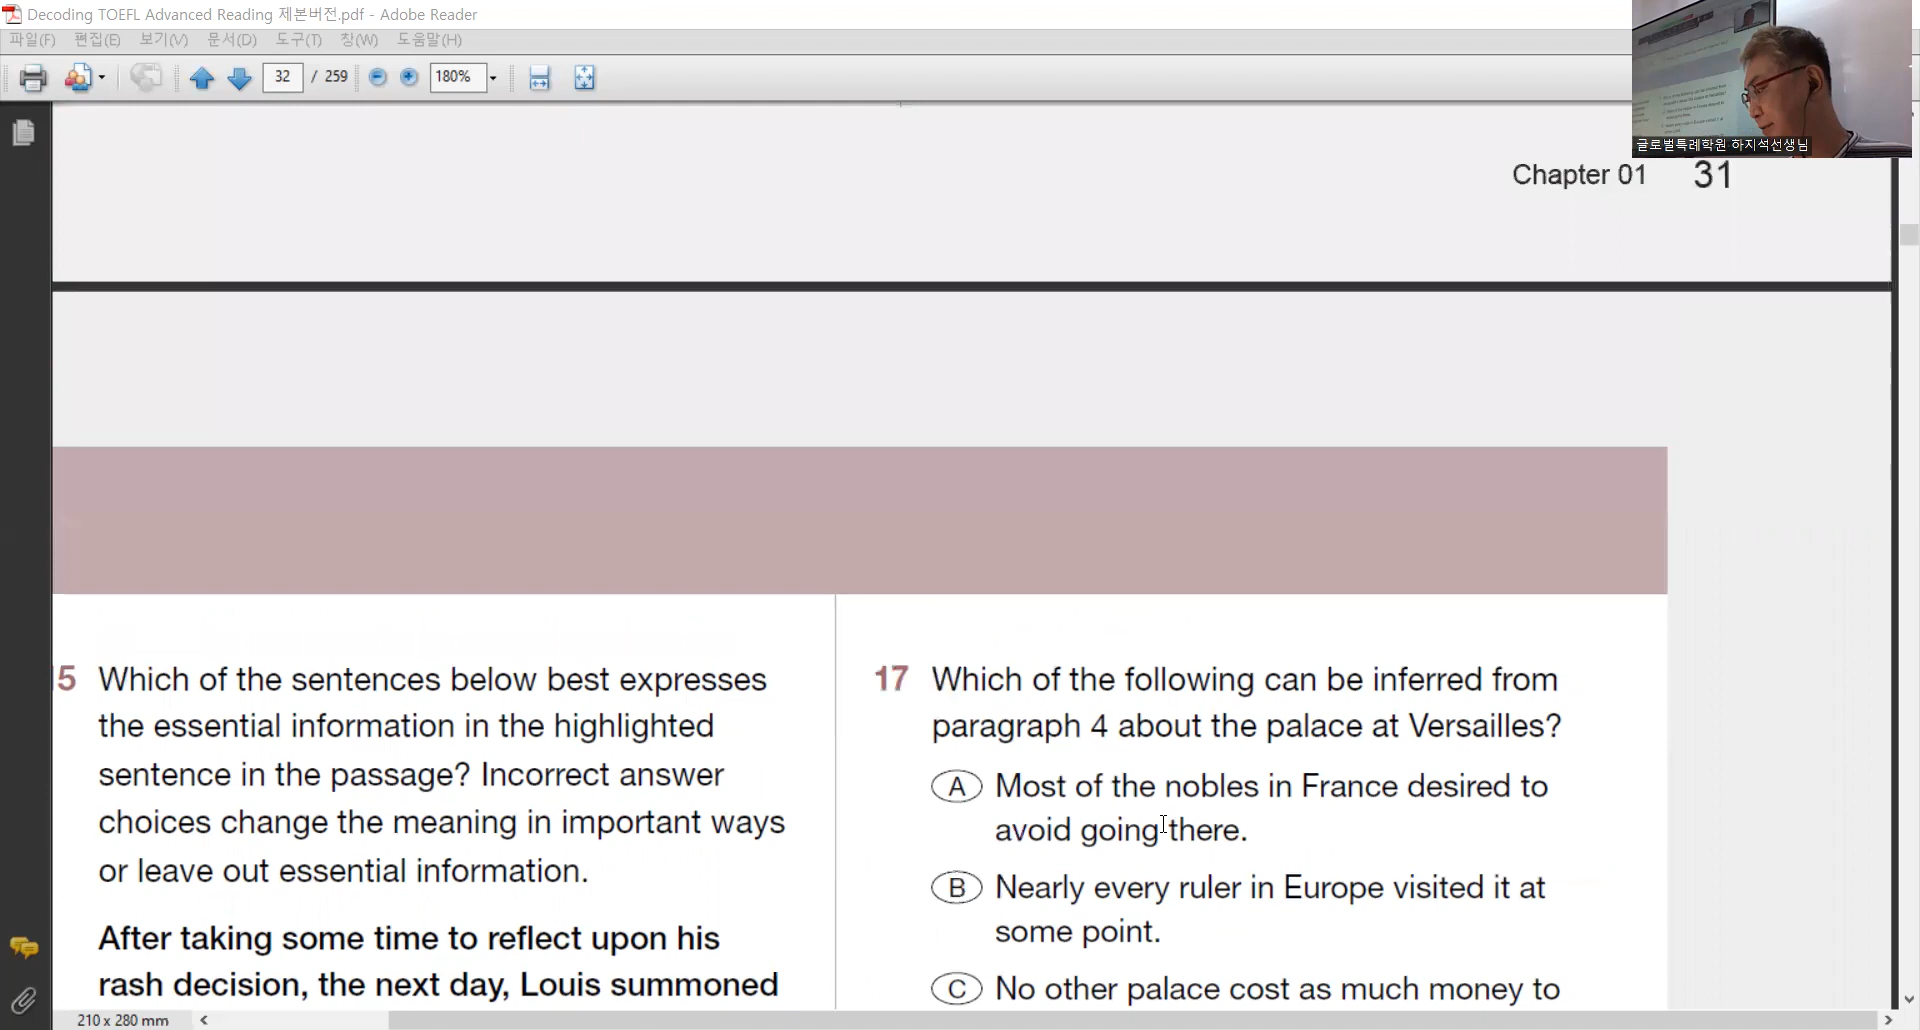 Decoding TOEFL Advanced Reading 제본버전.pdf - Adobe Reader
파일(F) 편집(E) 보기(V) 문서(D) 도구(T) 창(W) 도움말(H)
32 / 259 180%
글로벌특례학원 하지석선생님
Chapter 01 31
15 Which of the sentences below best expresses
the essential information in the highlighted
sentence in the passage? Incorrect answer
choices change the meaning in important ways
or leave out essential information.
After taking some time to reflect upon his
rash decision, the next day, Louis summoned
17 Which of the following can be inferred from
paragraph 4 about the palace at Versailles?
A Most of the nobles in France desired to
avoid going there.
B Nearly every ruler in Europe visited it at
some point.
C No other palace cost as much money to
210 x 280 mm